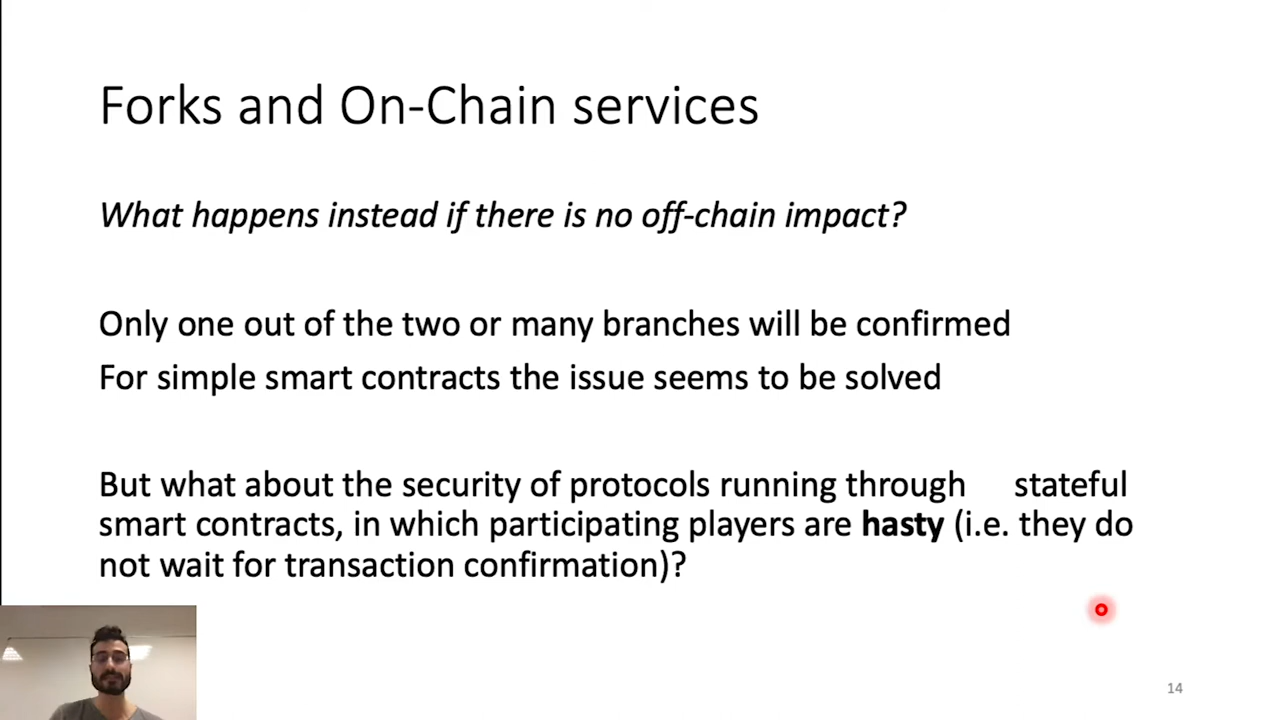 Forks and On-Chain services
What happens instead if there is no off-chain impact?
Only one out of the two or many branches will be confirmed
For simple smart contracts the issue seems to be solved
But what about the security of protocols running through stateful
smart contracts, in which participating players are hasty (i.e. they do
not wait for transaction confirmation)?
14